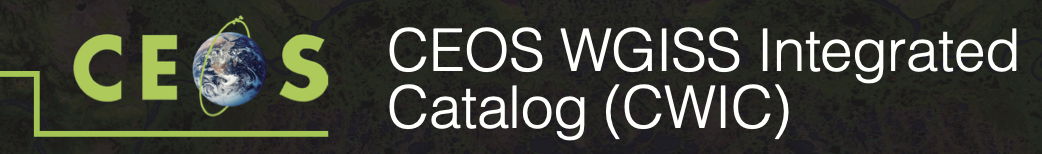 CEOS
CEOS WGISS Integrated
Catalog (CWIC)